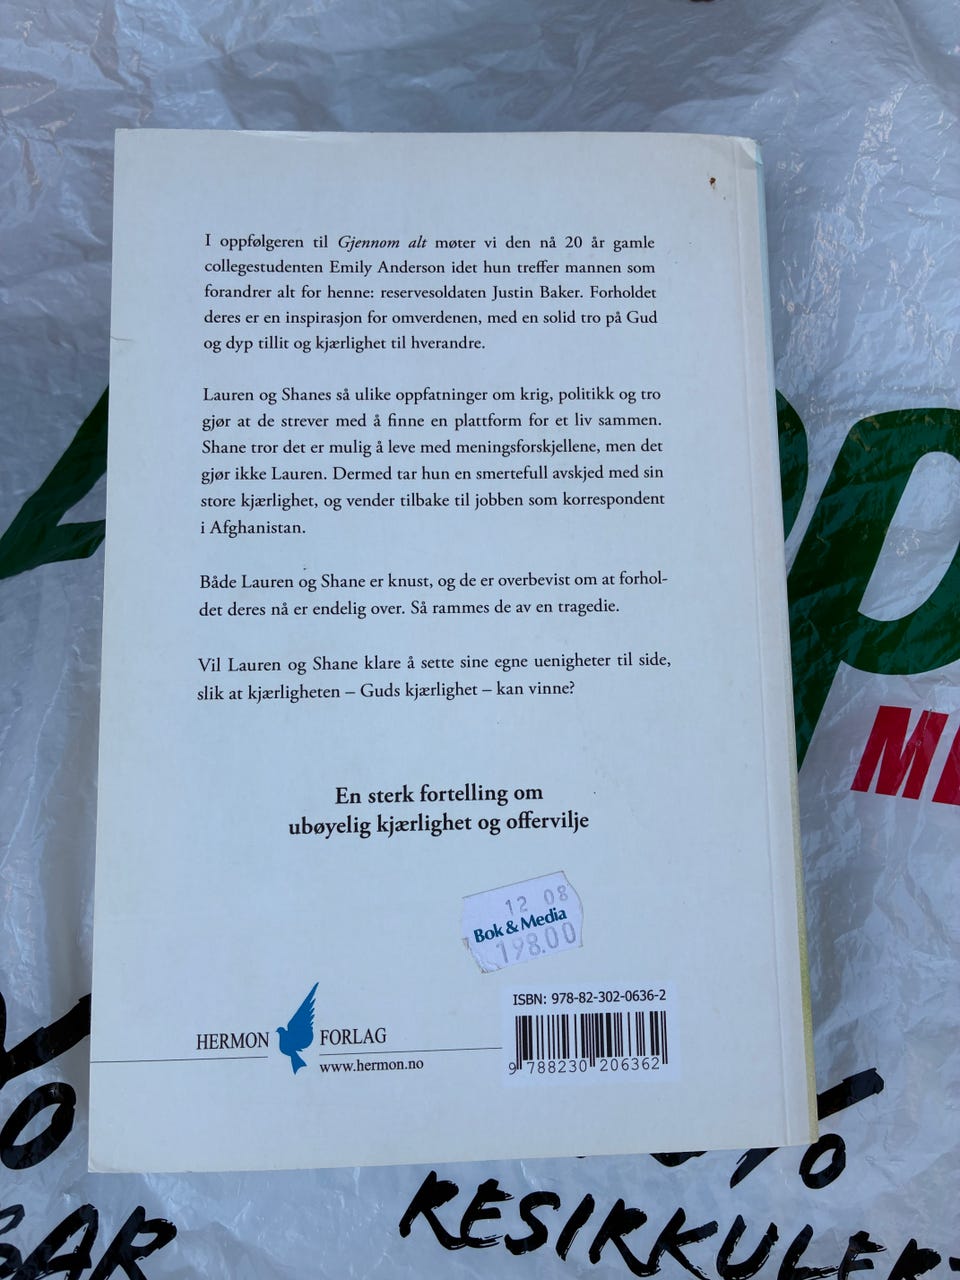 I oppfølgeren til Gjennom alt møter vi den nå 20 år gamle
collegestudenten Emily Anderson idet hun treffer mannen som
forandrer alt for henne: reservesoldaten Justin Baker. Forholdet
deres er en inspirasjon for omverdenen, med en solid tro på Gud
og dyp tillit og kjærlighet til hverandre.
Lauren og Shanes så ulike oppfatninger om krig, politikk og tro
gjør at de strever med å finne en plattform for et liv sammen.
Shane tror det er mulig å leve med meningsforskjellene, men det
gjør ikke Lauren. Dermed tar hun en smertefull avskjed med sin
store kjærlighet, og vender tilbake til jobben som korrespondent
i Afghanistan.
Både Lauren og Shane er knust, og de er overbevist om at forhol-
det deres nå er endelig over. Så rammes de av en tragedie.
Vil Lauren og Shane klare å sette sine egne uenigheter til side,
slik at kjærligheten – Guds kjærlighet – kan vinne?
En sterk fortelling om
ubøyelig kjærlighet og offervilje
12 08
Bok & Media
198.00
HERMON FORLAG
www.hermon.no
ISBN: 978-82-302-0636-2
9 788230 206362
%
RESIRKULER